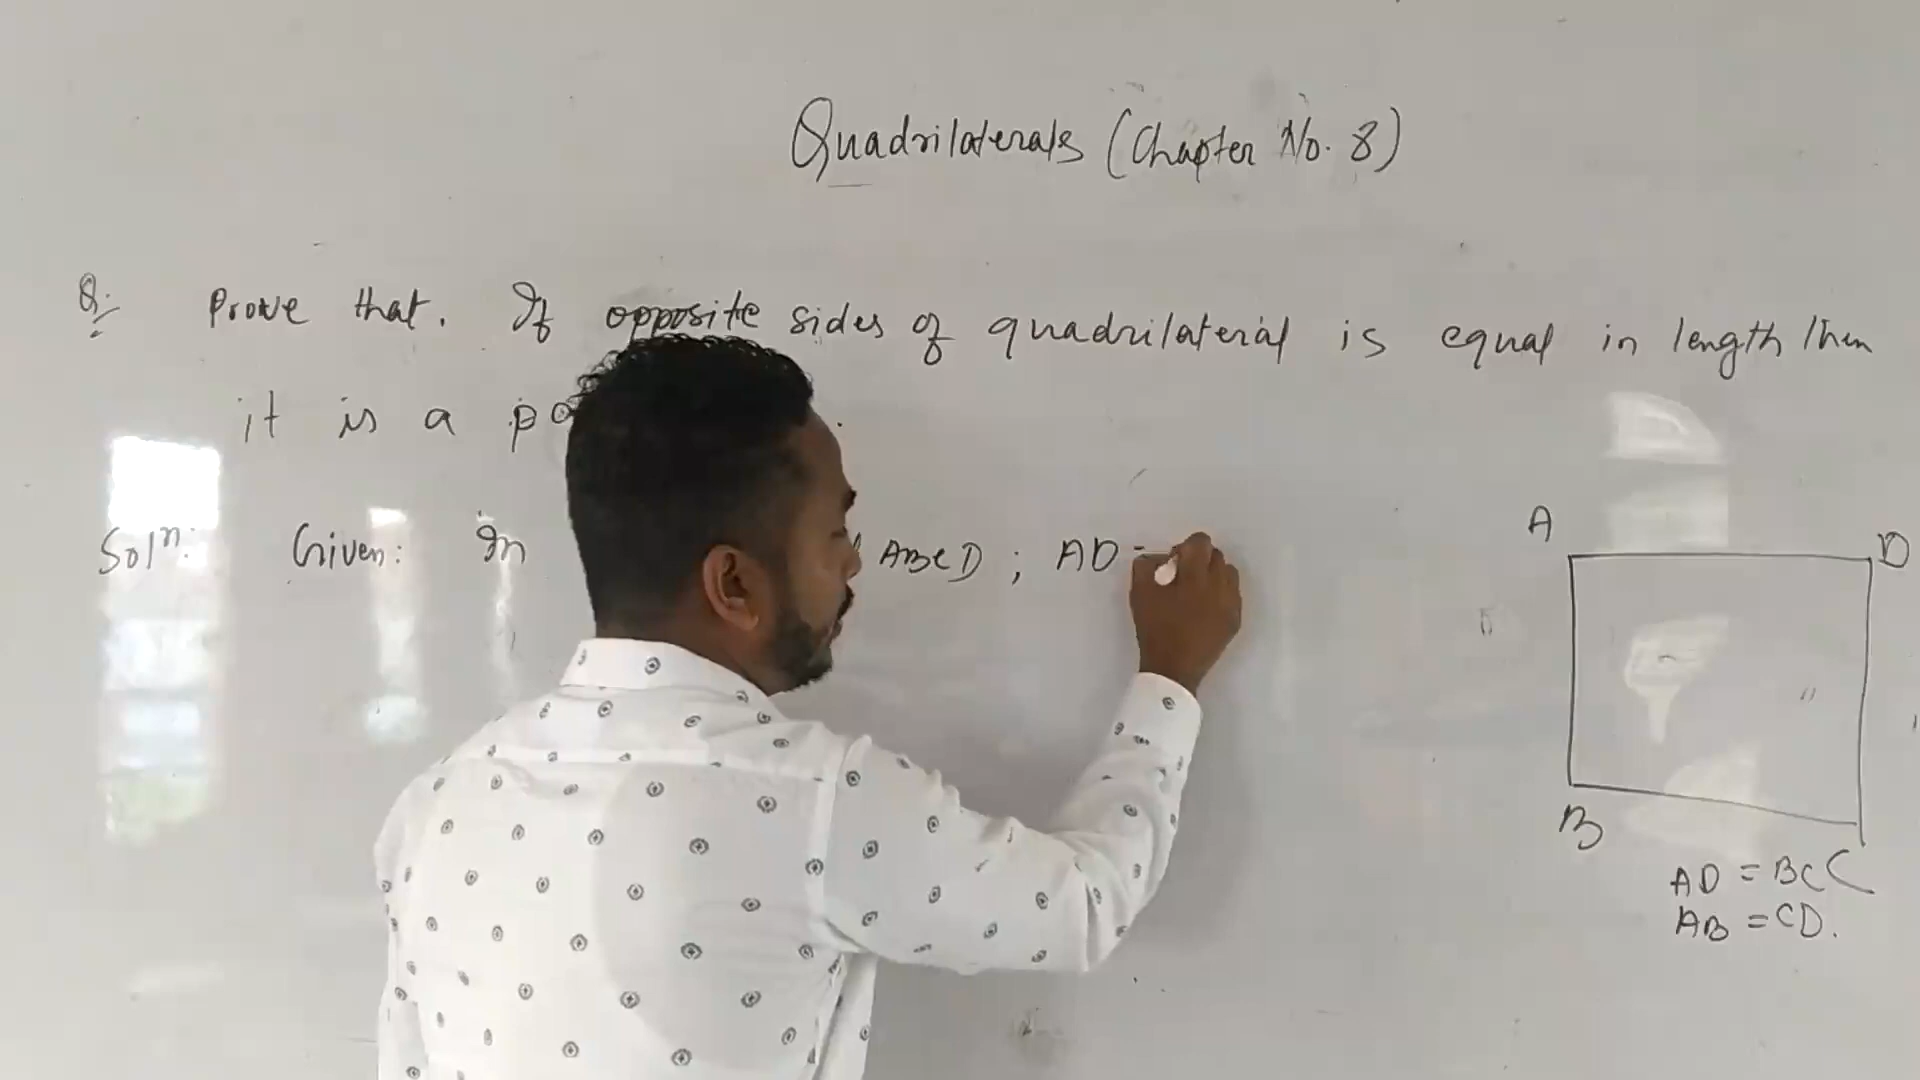 Quadrilaterals (Chapter No. 8)
Q:- Prove that. If opposite sides of quadrilateral is equal in length then
it is a
Solⁿ: Given: In ABCD ; AD =
A
D
B
C
AD = BC
AB = CD.